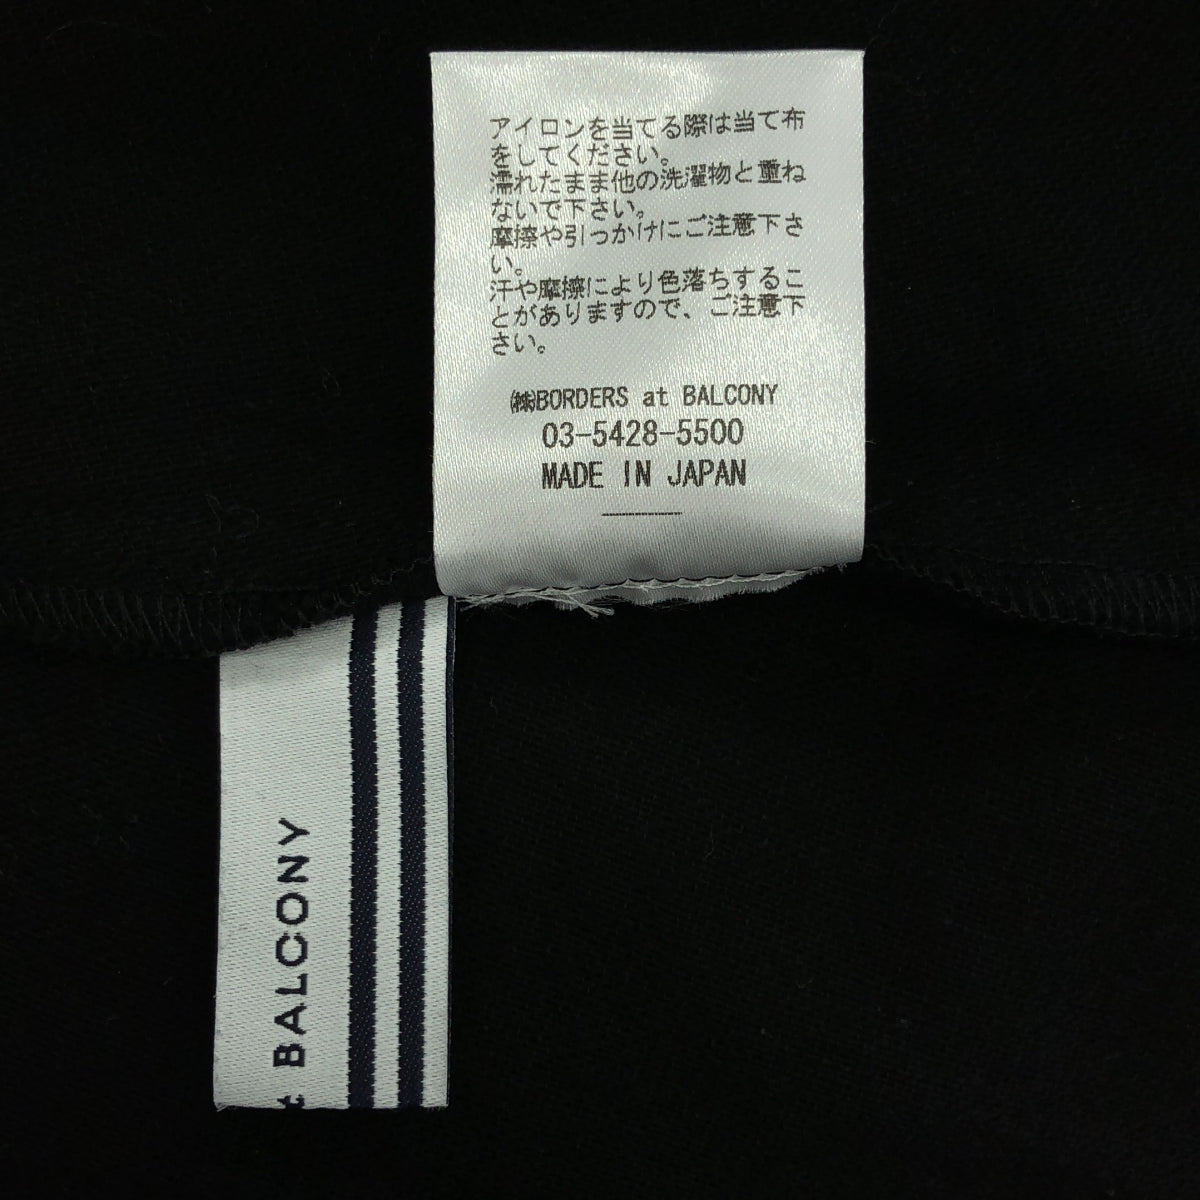 アイロンを当てる際は当て布
をしてください。
濡れたまま他の洗濯物と重ね
ないで下さい。
摩擦や引っかけにご注意下さ
い。
汗や摩擦により色落ちするこ
とがありますので、ご注意下
さい。
㈱BORDERS at BALCONY
03-5428-5500
MADE IN JAPAN
t BALCONY